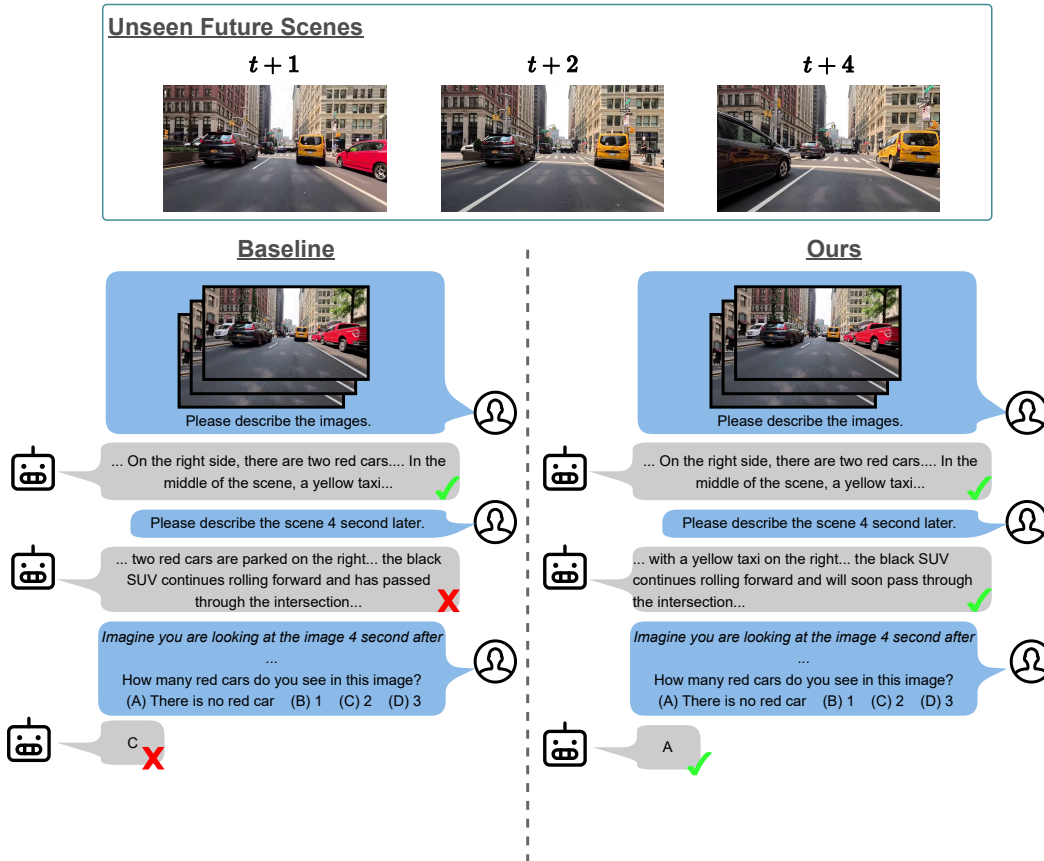 Unseen Future Scenes
t + 1
t + 2
t + 4
Baseline
Please describe the images.
... On the right side, there are two red cars.... In the
middle of the scene, a yellow taxi...
Please describe the scene 4 second later.
... two red cars are parked on the right... the black
SUV continues rolling forward and has passed
through the intersection...
Imagine you are looking at the image 4 second after
...
How many red cars do you see in this image?
(A) There is no red car (B) 1 (C) 2 (D) 3
C
Ours
Please describe the images.
... On the right side, there are two red cars.... In the
middle of the scene, a yellow taxi...
Please describe the scene 4 second later.
... with a yellow taxi on the right... the black SUV
continues rolling forward and will soon pass through
the intersection...
Imagine you are looking at the image 4 second after
...
How many red cars do you see in this image?
(A) There is no red car (B) 1 (C) 2 (D) 3
A